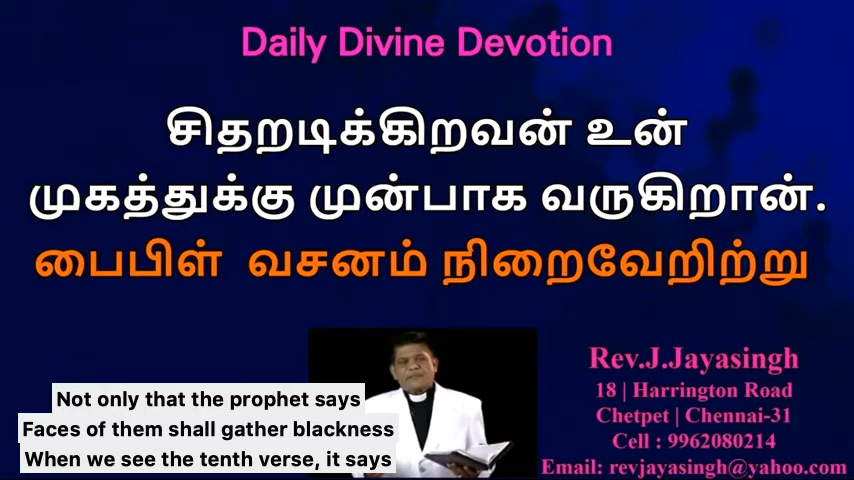 Daily Divine Devotion
சிதறடிக்கிறவன் உன்
முகத்துக்கு முன்பாக வருகிறான்.
பைபிள் வசனம் நிறைவேறிற்று
Rev.J.Jayasingh
18 | Harrington Road
Chetpet | Chennai-31
Cell : 9962080214
Email: revjayasingh@yahoo.com
Not only that the prophet says
Faces of them shall gather blackness
When we see the tenth verse, it says